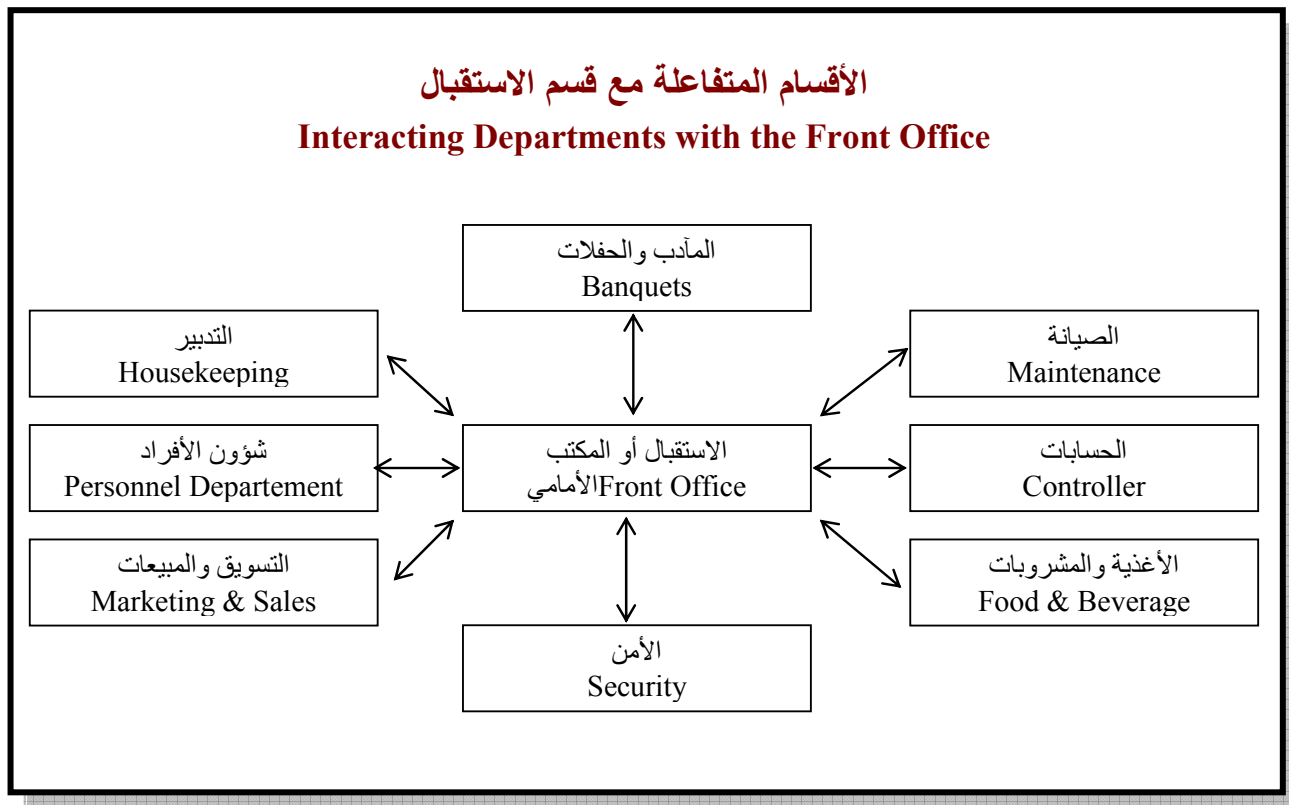 الأقسام المتفاعلة مع قسم الاستقبال
Interacting Departments with the Front Office
المآدب والحفلات
Banquets
التدبير
Housekeeping
الصيانة
Maintenance
شؤون الأفراد
Personnel Departement
الاستقبال أو المكتب
الأماميFront Office
الحسابات
Controller
التسويق والمبيعات
Marketing & Sales
الأغذية والمشروبات
Food & Beverage
الأمن
Security